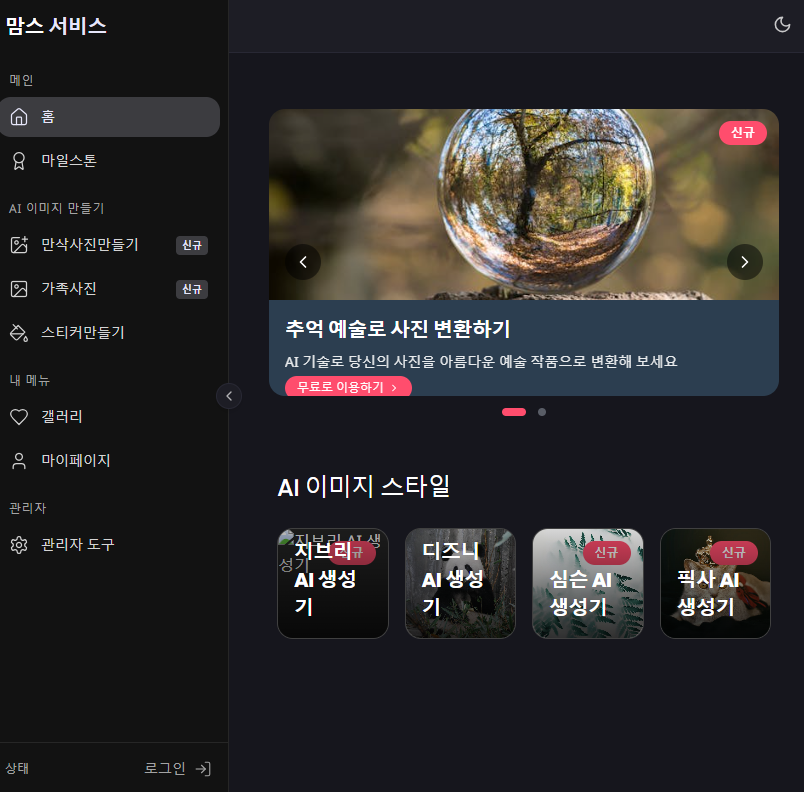 맘스 서비스
메인
홈
마일스톤
AI 이미지 만들기
만삭사진만들기 신규
가족사진 신규
스티커만들기
내 메뉴
갤러리
마이페이지
관리자
관리자 도구
상태 로그인
신규
추억 예술로 사진 변환하기
AI 기술로 당신의 사진을 아름다운 예술 작품으로 변환해 보세요
무료로 이용하기
AI 이미지 스타일
지브리 AI 생성기
신규
지브리
AI 생성
기
디즈니
AI 생성
기
신규
심슨 AI
생성기
신규
픽사 AI
생성기